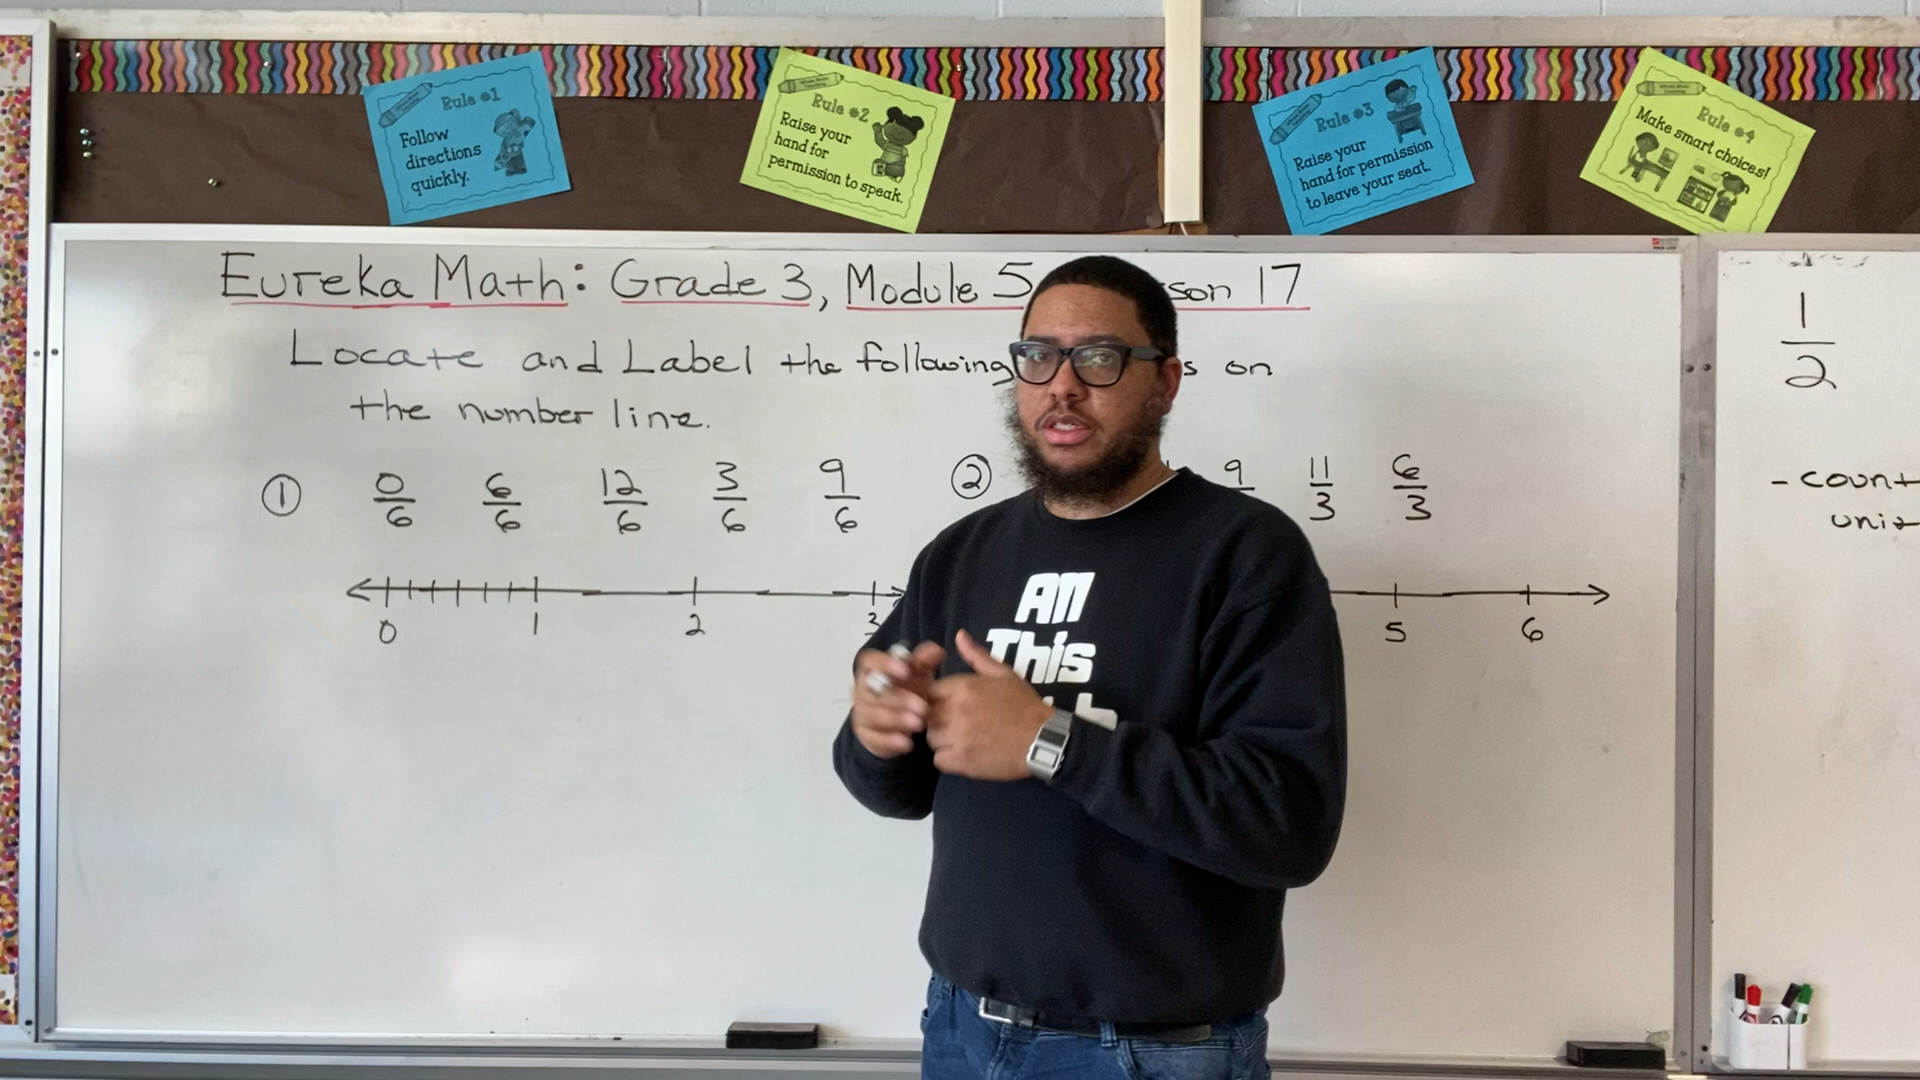 Rule #1
Follow
directions
quickly.
Rule #2
Raise your
hand for
permission to speak.
Rule #3
Raise your
hand for permission
to leave your seat.
Rule #4
Make smart choices!
Eureka Math: Grade 3, Module 5 son 17
Locate and Label the following s on
the number line.
① 0/6 6/6 12/6 3/6 9/6
0 1 2 3
② 9 11/3 6/3
5 6
1/2
- count
uni
All
This